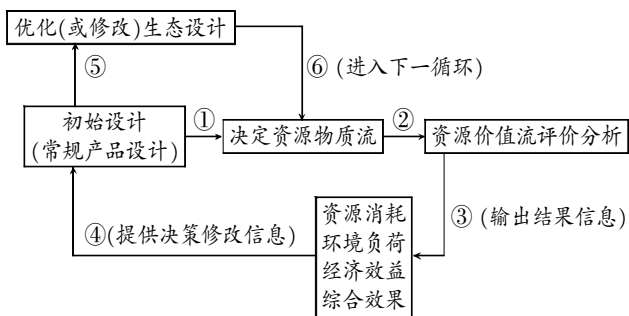 优化(或修改)生态设计
⑤
⑥ (进入下一循环)
初始设计
(常规产品设计)
①
决定资源物质流
②
资源价值流评价分析
③ (输出结果信息)
④(提供决策修改信息)
资源消耗
环境负荷
经济效益
综合效果